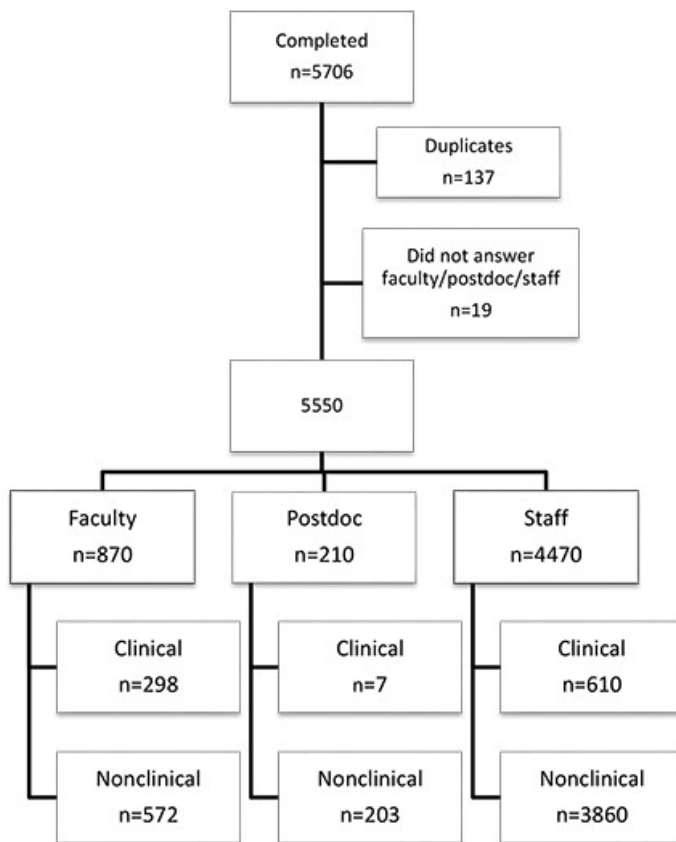 Completed
n=5706
Duplicates
n=137
Did not answer
faculty/postdoc/staff
n=19
5550
Faculty
n=870
Postdoc
n=210
Staff
n=4470
Clinical
n=298
Clinical
n=7
Clinical
n=610
Nonclinical
n=572
Nonclinical
n=203
Nonclinical
n=3860